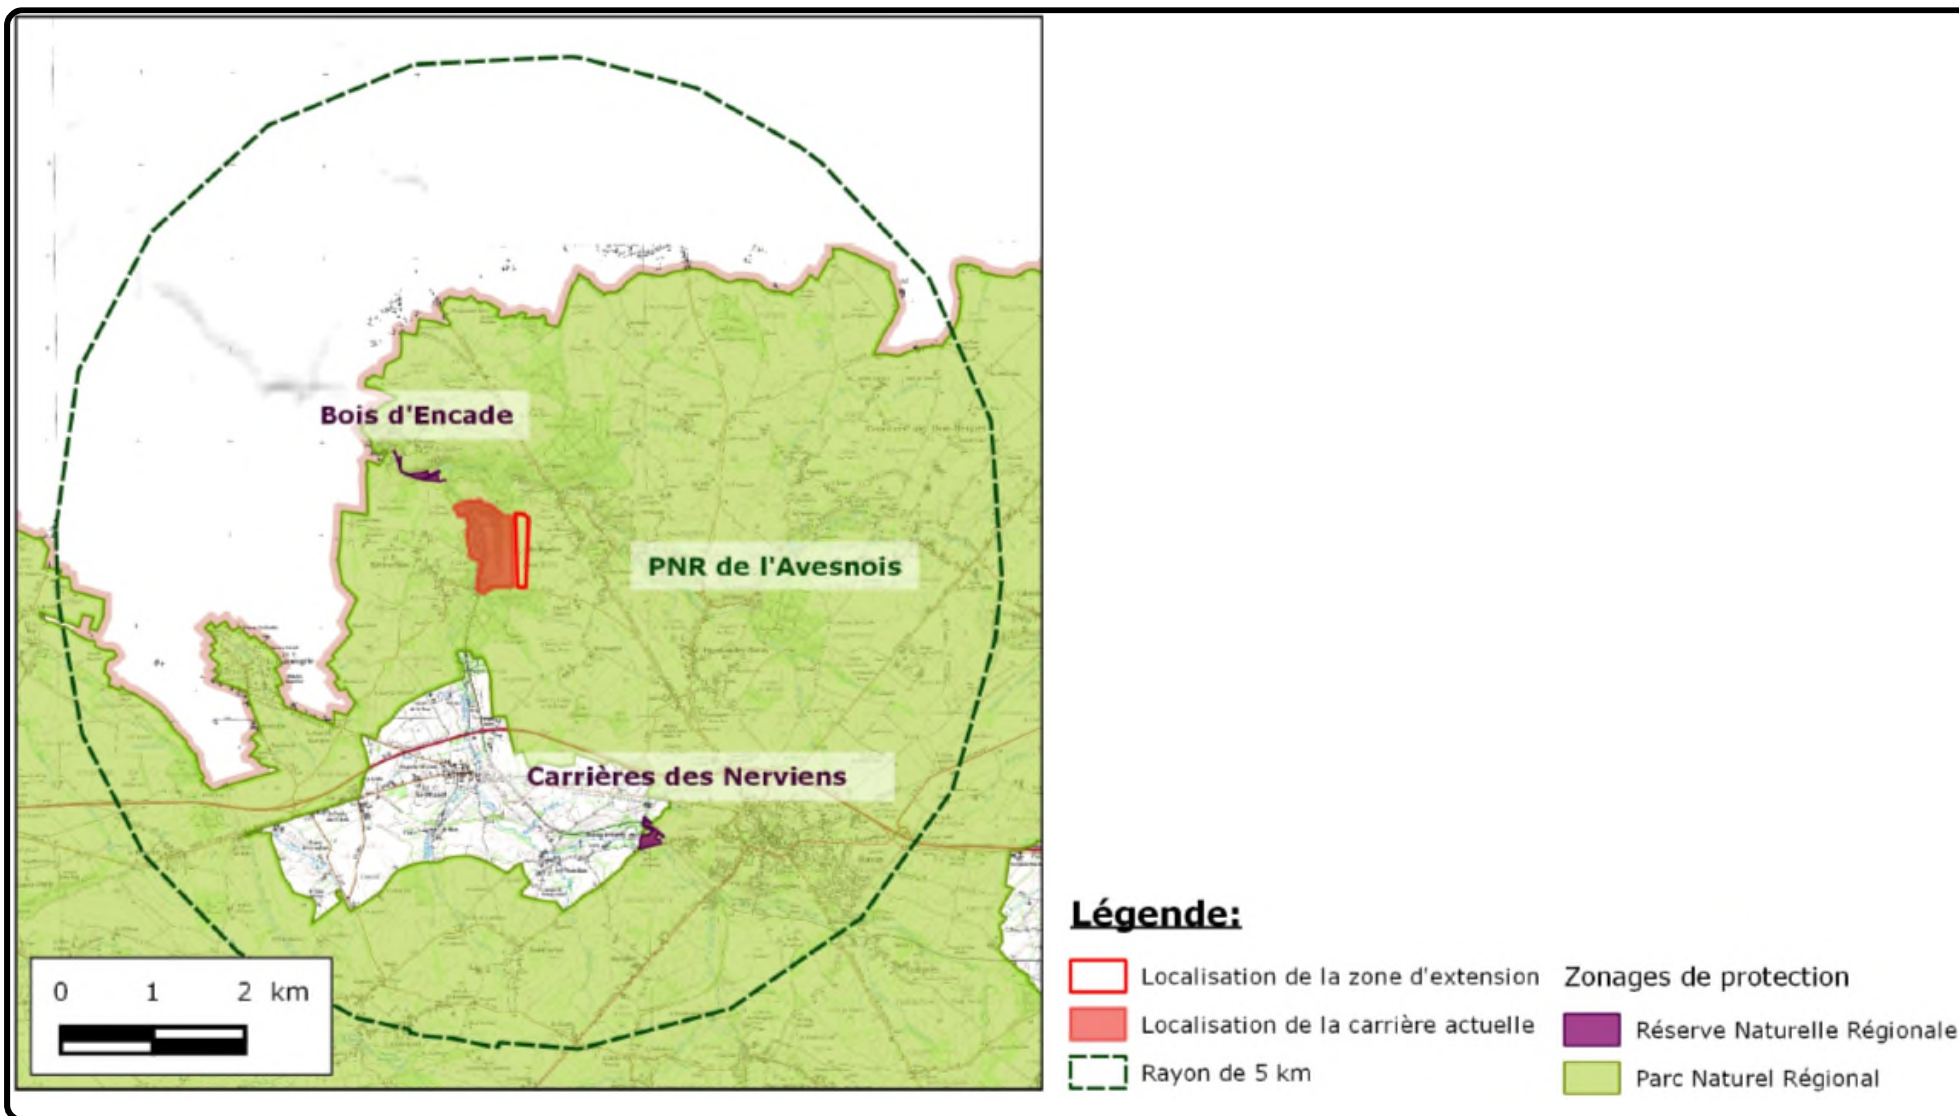 Bois d'Encade
PNR de l'Avesnois
Carrières des Nerviens
0 1 2 km
Légende:
Localisation de la zone d'extension
Localisation de la carrière actuelle
Rayon de 5 km
Zonages de protection
Réserve Naturelle Régionale
Parc Naturel Régional